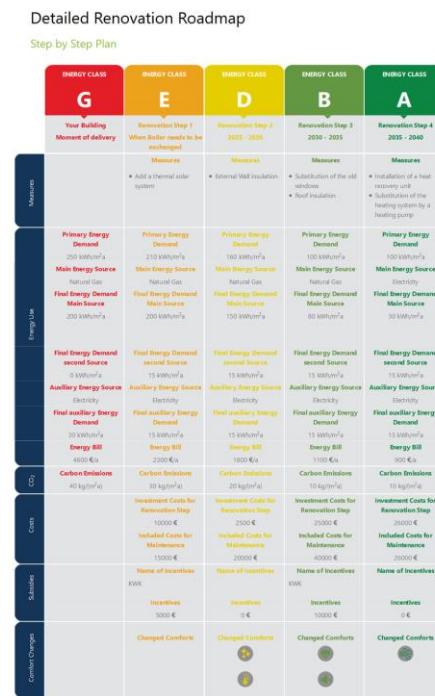 Detailed Renovation Roadmap
Step by Step Plan
ENERGY CLASS ENERGY CLASS ENERGY CLASS ENERGY CLASS ENERGY CLASS
G E D B A
Your Building Renovation Step 1 Renovation Step 2 Renovation Step 3 Renovation Step 4
Moment of delivery When Boiler needs to be 2025 - 2030 2030 - 2035 2035 - 2040
exchanged
Measures
Measures Measures Measures Measures
• Add a thermal solar • External Wall insulation • Substitution of the old • Installation of a heat
system windows recovery unit
• Roof insulation • Substitution of the
heating system by a
heating pump
Energy Use
Primary Energy Primary Energy Primary Energy Primary Energy Primary Energy
Demand Demand Demand Demand Demand
250 kWh/m²a 210 kWh/m²a 160 kWh/m²a 100 kWh/m²a 100 kWh/m²a
Main Energy Source Main Energy Source Main Energy Source Main Energy Source Main Energy Source
Natural Gas Natural Gas Natural Gas Natural Gas Electricity
Final Energy Demand Final Energy Demand Final Energy Demand Final Energy Demand Final Energy Demand
Main Source Main Source Main Source Main Source Main Source
200 kWh/m²a 200 kWh/m²a 150 kWh/m²a 80 kWh/m²a 30 kWh/m²a
Final Energy Demand Final Energy Demand Final Energy Demand Final Energy Demand Final Energy Demand
second Source second Source second Source second Source second Source
0 kWh/m²a 15 kWh/m²a 15 kWh/m²a 15 kWh/m²a 15 kWh/m²a
Auxiliary Energy Source Auxiliary Energy Source Auxiliary Energy Source Auxiliary Energy Source Auxiliary Energy Sour
Electricity Electricity Electricity Electricity Electricity
Final auxiliary Energy Final auxiliary Energy Final auxiliary Energy Final auxiliary Energy Final auxiliary Energy
Demand Demand Demand Demand Demand
20 kWh/m²a 15 kWh/m²a 15 kWh/m²a 15 kWh/m²a 15 kWh/m²a
Energy Bill Energy Bill Energy Bill Energy Bill Energy Bill
4600 €/a 2300 €/a 1800 €/a 1100 €/a 900 €/a
CO₂
Carbon Emissions Carbon Emissions Carbon Emissions Carbon Emissions Carbon Emissions
40 kg/(m²a) 30 kg/(m²a) 20 kg/(m²a) 10 kg/(m²a) 10 kg/(m²a)
Costs
Investment Costs for Investment Costs for Investment Costs for Investment Costs for
Renovation Step Renovation Step Renovation Step Renovation Step
10000 € 2500 € 25000 € 26000 €
Included Costs for Included Costs for Included Costs for Included Costs for
Maintenance Maintenance Maintenance Maintenance
15000 € 20000 € 40000 € 26000 €
Subsidies
Name of Incentives Name of Incentives Name of Incentives Name of Incentives
KWK KWK
Incentives Incentives Incentives Incentives
5000 € 0 € 10000 € 0 €
Comfort Changes
Changed Comforts Changed Comforts Changed Comforts Changed Comforts